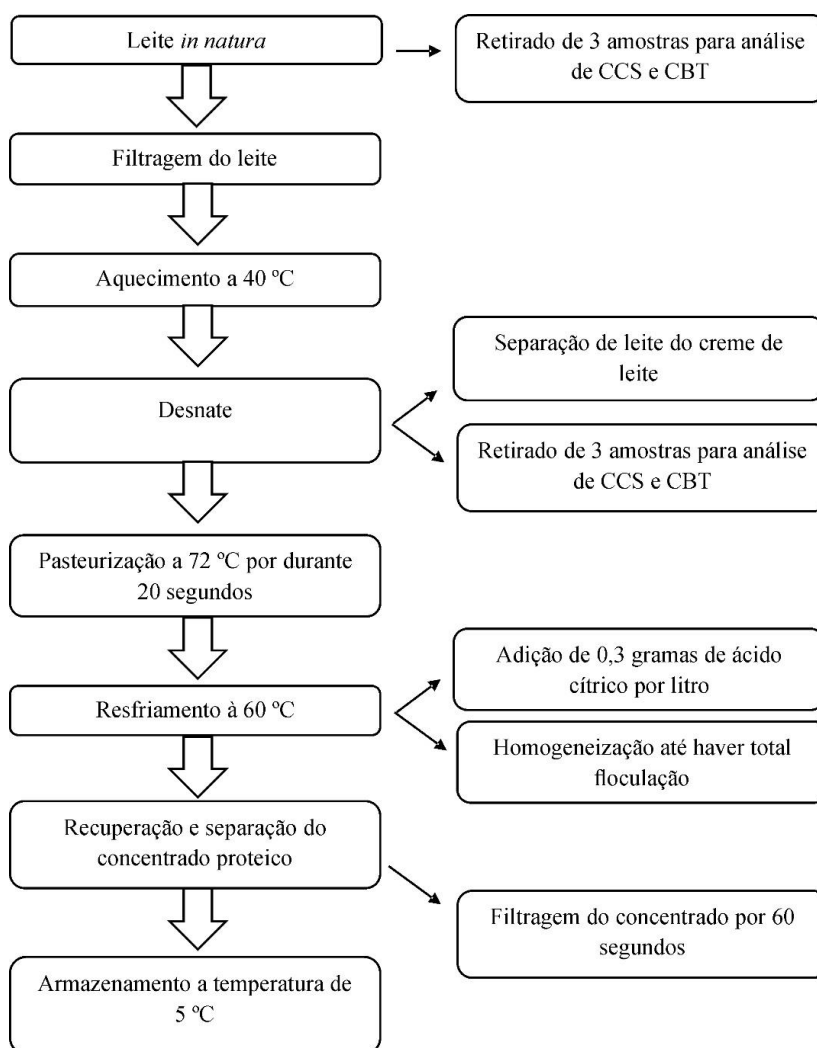 Leite in natura
Retirado de 3 amostras para análise
de CCS e CBT
Filtragem do leite
Aquecimento a 40 ºC
Desnate
Separação de leite do creme de
leite
Retirado de 3 amostras para análise
de CCS e CBT
Pasteurização a 72 ºC por durante
20 segundos
Resfriamento à 60 ºC
Adição de 0,3 gramas de ácido
cítrico por litro
Homogeneização até haver total
floculação
Recuperação e separação do
concentrado proteico
Filtragem do concentrado por 60
segundos
Armazenamento a temperatura de
5 ºC